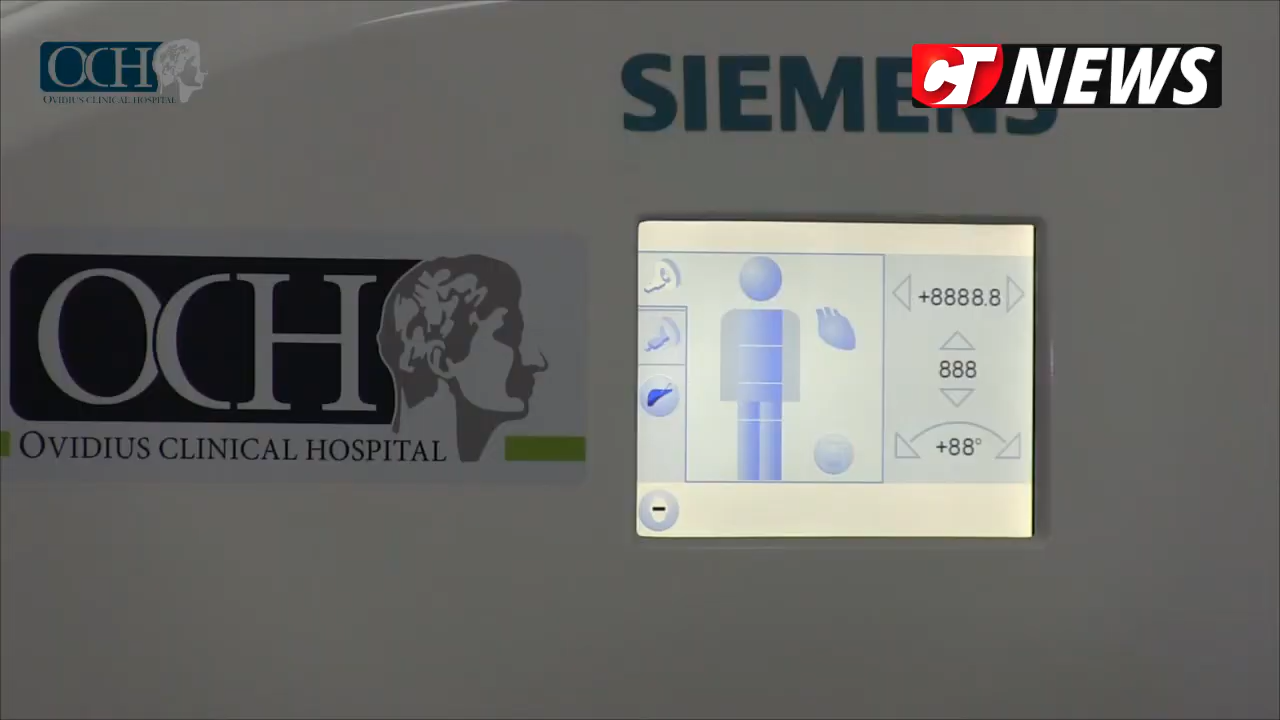 OCH
OVIDIUS CLINICAL HOSPITAL
SIEMENS
CT NEWS
OCH
OVIDIUS CLINICAL HOSPITAL
+8888.8
888
+88°